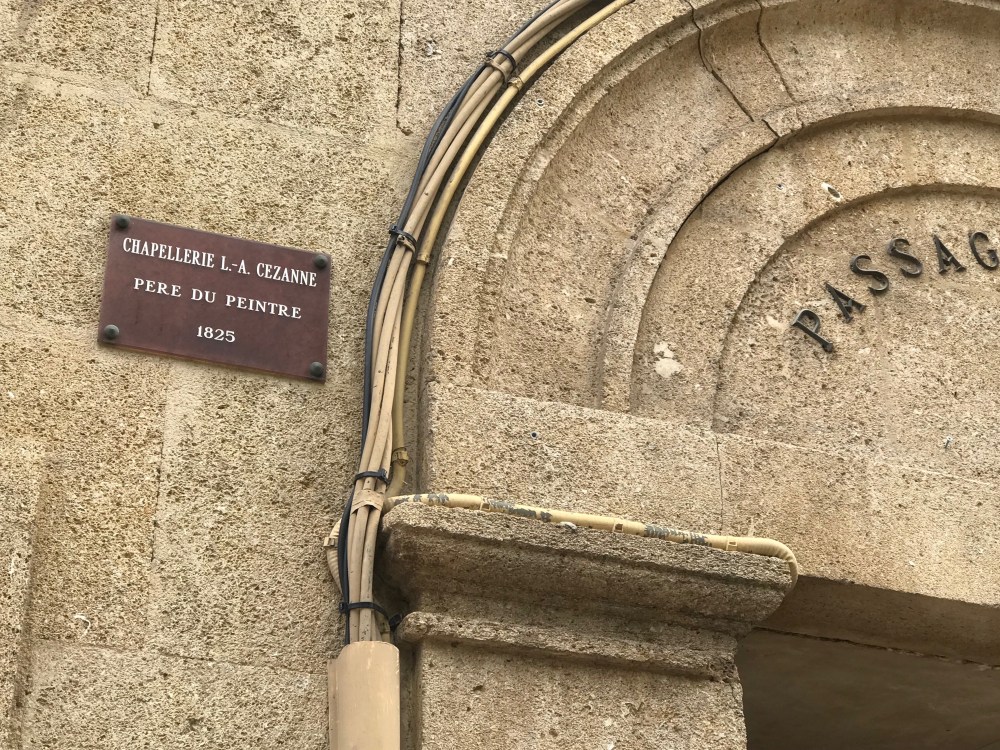 CHAPELLERIE L.-A. CEZANNE
PERE DU PEINTRE
1825
PASSAG